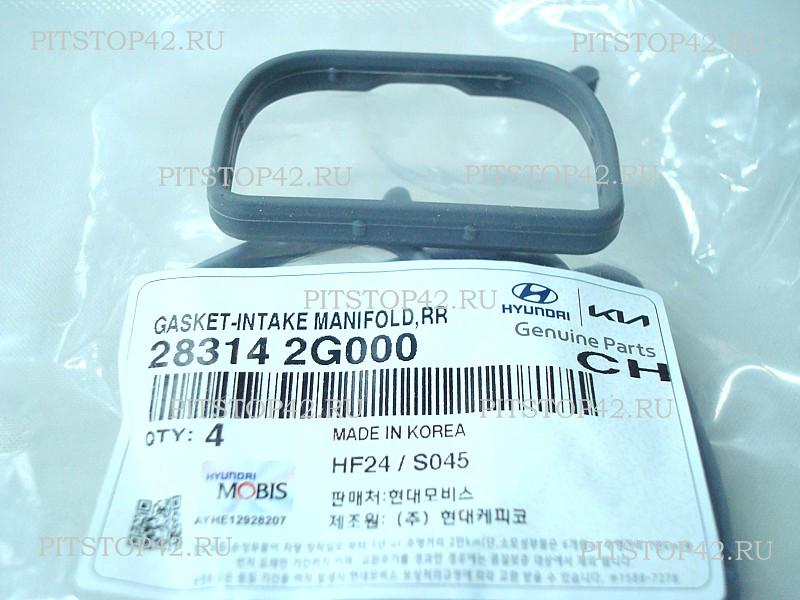 PITSTOP42.RU PITSTOP42.RU
PITSTOP42.RU PITSTOP42.RU
PITSTOP42.RU
HYUNDAI KIA
GASKET-INTAKE MANIFOLD,RR
Genuine Parts
28314 2G000
CH
PITSTOP42.RU PITSTOP42.RU
QTY: 4 MADE IN KOREA
HF24 / S045
HYUNDAI
MOBIS
판매처:현대모비스
AYHE12928207
제조원: (주) 현대케피코
PITSTOP42.RU PITSTOP42.RU